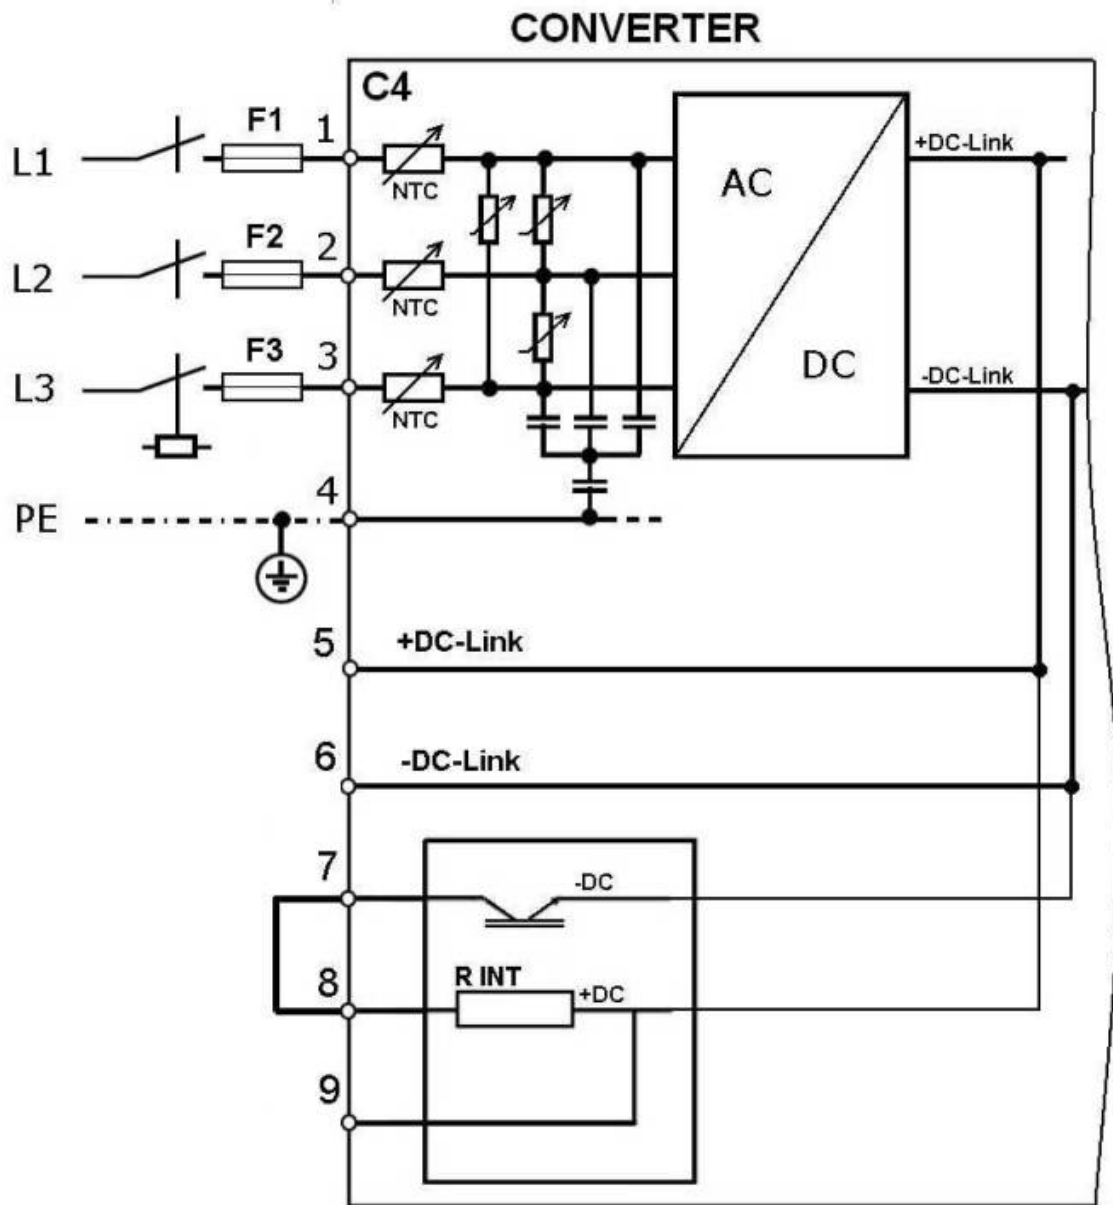 CONVERTER
C4
L1
F1
1
NTC
AC
+DC-Link
L2
F2
2
NTC
L3
F3
3
NTC
DC
-DC-Link
PE
4
5
+DC-Link
6
-DC-Link
7
-DC
8
R INT
+DC
9